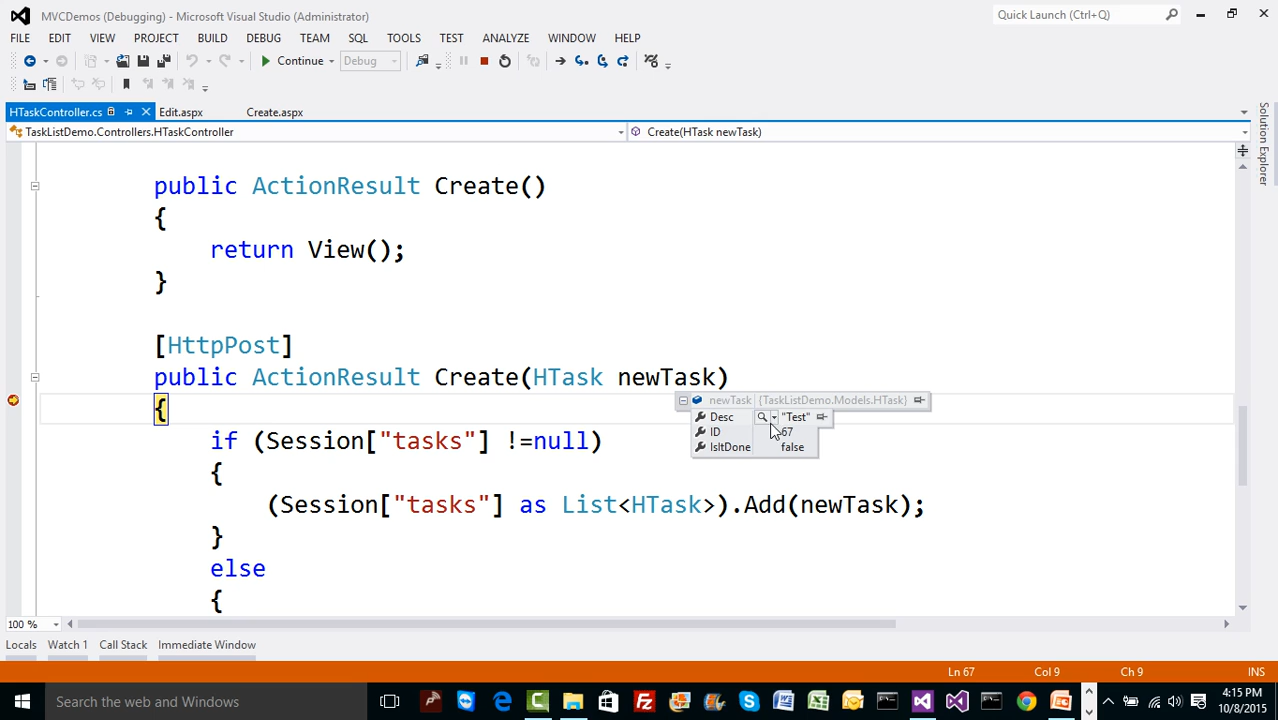 MVCDemos (Debugging) - Microsoft Visual Studio (Administrator)
Quick Launch (Ctrl+Q)
FILE EDIT VIEW PROJECT BUILD DEBUG TEAM SQL TOOLS TEST ANALYZE WINDOW HELP
Continue Debug
HTaskController.cs Edit.aspx Create.aspx
TaskListDemo.Controllers.HTaskController Create(HTask newTask)
Solution Explorer
public ActionResult Create()
{
return View();
}
[HttpPost]
public ActionResult Create(HTask newTask)
{
newTask {TaskListDemo.Models.HTask}
Desc "Test"
ID 67
IsItDone false
if (Session["tasks"] !=null)
{
(Session["tasks"] as List<HTask>).Add(newTask);
}
else
{
100 %
Locals Watch 1 Call Stack Immediate Window
Ln 67 Col 9 Ch 9 INS
Search the web and Windows
4:15 PM
10/8/2015